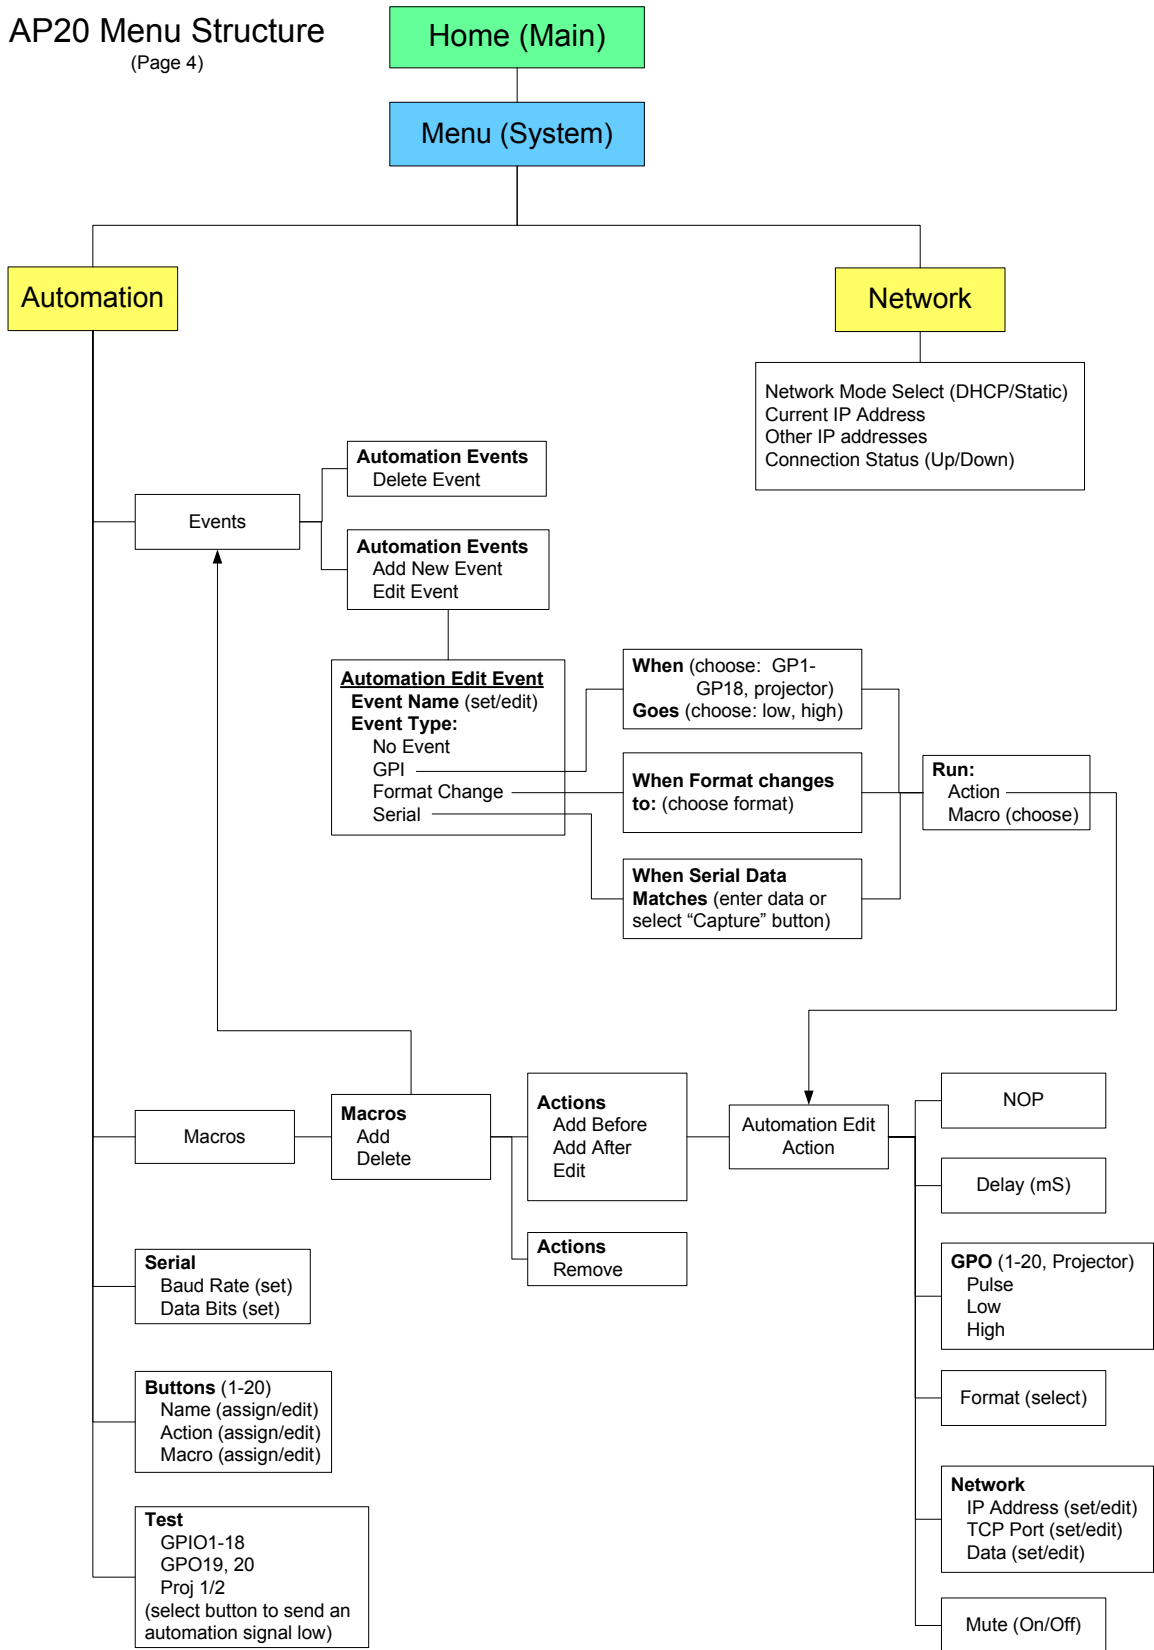 AP20 Menu Structure
(Page 4)
Home (Main)
Menu (System)
Automation
Network
Network Mode Select (DHCP/Static)
Current IP Address
Other IP addresses
Connection Status (Up/Down)
Automation Events
Delete Event
Events
Automation Events
Add New Event
Edit Event
Automation Edit Event
Event Name (set/edit)
Event Type:
No Event
GPI
Format Change
Serial
When (choose: GP1-
GP18, projector)
Goes (choose: low, high)
When Format changes
to: (choose format)
When Serial Data
Matches (enter data or
select “Capture” button)
Run:
Action
Macro (choose)
Macros
Macros
Add
Delete
Actions
Add Before
Add After
Edit
Actions
Remove
Automation Edit
Action
NOP
Delay (mS)
GPO (1-20, Projector)
Pulse
Low
High
Format (select)
Network
IP Address (set/edit)
TCP Port (set/edit)
Data (set/edit)
Mute (On/Off)
Serial
Baud Rate (set)
Data Bits (set)
Buttons (1-20)
Name (assign/edit)
Action (assign/edit)
Macro (assign/edit)
Test
GPIO1-18
GPO19, 20
Proj 1/2
(select button to send an
automation signal low)